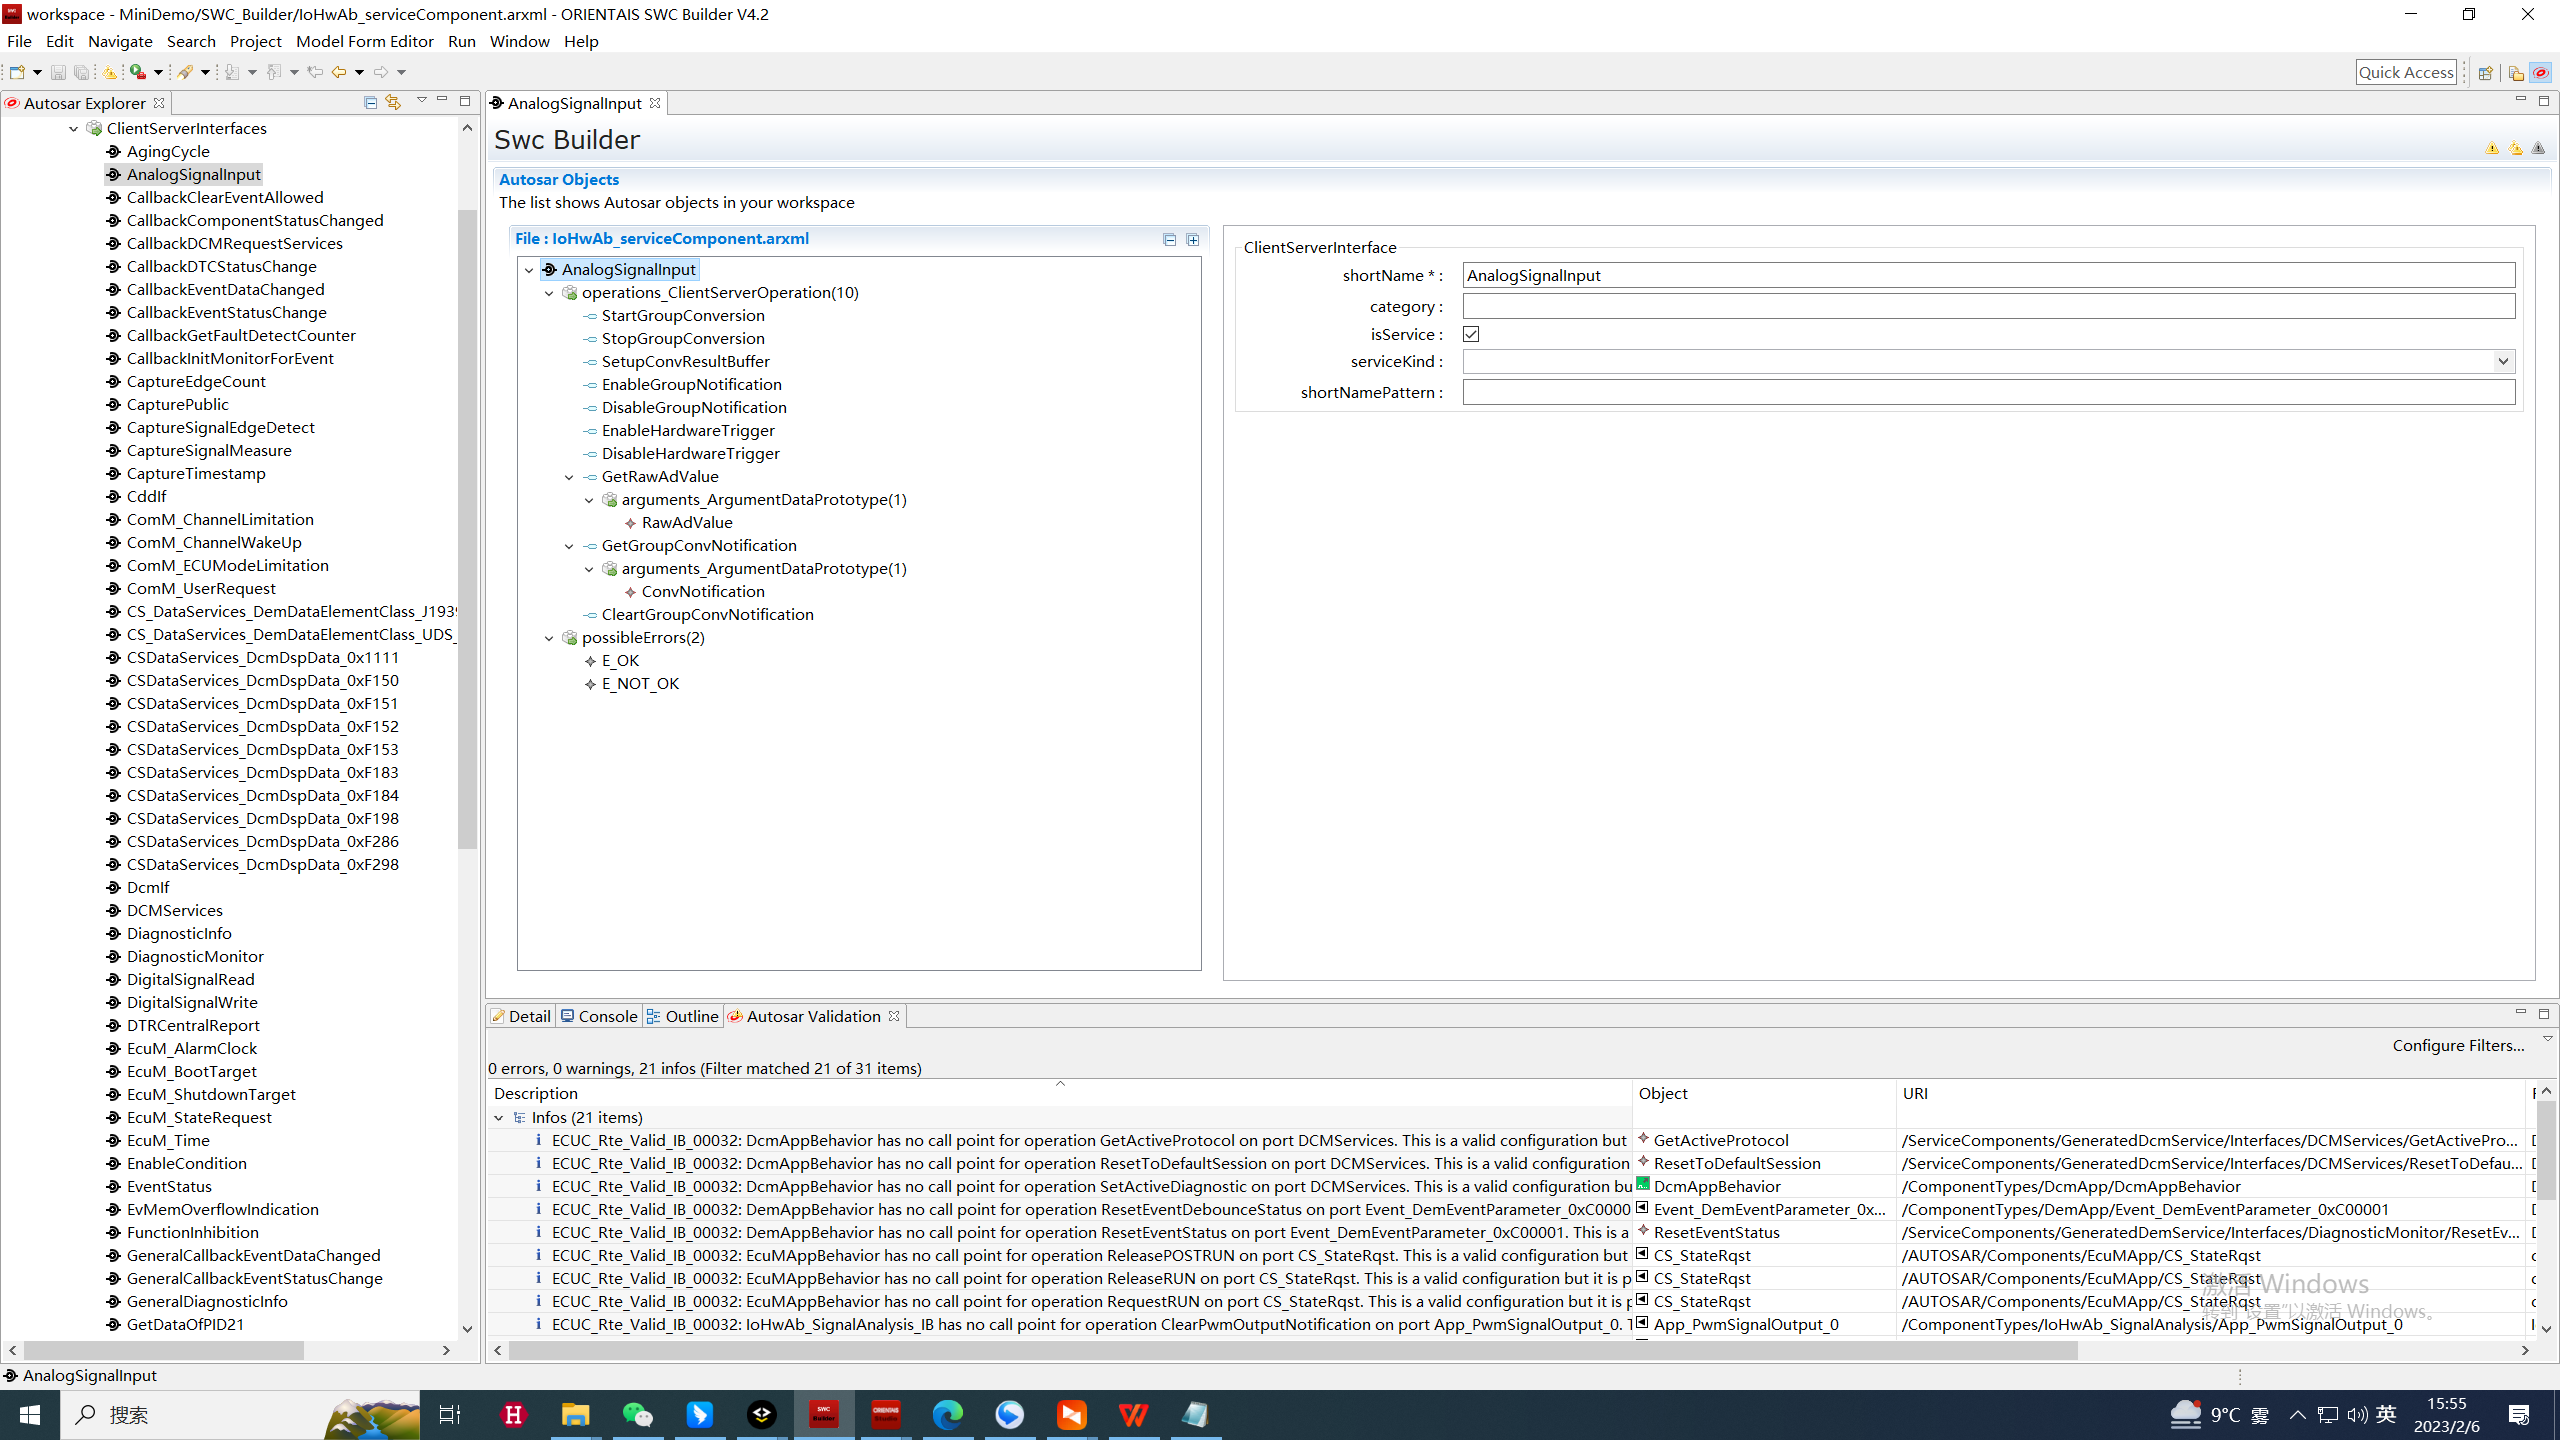 workspace - MiniDemo/SWC_Builder/IoHwAb_serviceComponent.arxml - ORIENTAIS SWC Builder V4.2
File Edit Navigate Search Project Model Form Editor Run Window Help
Quick Access
Autosar Explorer
ClientServerInterfaces
AgingCycle
AnalogSignalInput
CallbackClearEventAllowed
CallbackComponentStatusChanged
CallbackDCMRequestServices
CallbackDTCStatusChange
CallbackEventDataChanged
CallbackEventStatusChange
CallbackGetFaultDetectCounter
CallbackInitMonitorForEvent
CaptureEdgeCount
CapturePublic
CaptureSignalEdgeDetect
CaptureSignalMeasure
CaptureTimestamp
CddIf
ComM_ChannelLimitation
ComM_ChannelWakeUp
ComM_ECUModeLimitation
ComM_UserRequest
CS_DataServices_DemDataElementClass_J1939
CS_DataServices_DemDataElementClass_UDS_
CSDataServices_DcmDspData_0x1111
CSDataServices_DcmDspData_0xF150
CSDataServices_DcmDspData_0xF151
CSDataServices_DcmDspData_0xF152
CSDataServices_DcmDspData_0xF153
CSDataServices_DcmDspData_0xF183
CSDataServices_DcmDspData_0xF184
CSDataServices_DcmDspData_0xF198
CSDataServices_DcmDspData_0xF286
CSDataServices_DcmDspData_0xF298
DcmIf
DCMServices
DiagnosticInfo
DiagnosticMonitor
DigitalSignalRead
DigitalSignalWrite
DTRCentralReport
EcuM_AlarmClock
EcuM_BootTarget
EcuM_ShutdownTarget
EcuM_StateRequest
EcuM_Time
EnableCondition
EventStatus
EvMemOverflowIndication
FunctionInhibition
GeneralCallbackEventDataChanged
GeneralCallbackEventStatusChange
GeneralDiagnosticInfo
GetDataOfPID21
AnalogSignalInput
Swc Builder
Autosar Objects
The list shows Autosar objects in your workspace
File : IoHwAb_serviceComponent.arxml
AnalogSignalInput
operations_ClientServerOperation(10)
StartGroupConversion
StopGroupConversion
SetupConvResultBuffer
EnableGroupNotification
DisableGroupNotification
EnableHardwareTrigger
DisableHardwareTrigger
GetRawAdValue
arguments_ArgumentDataPrototype(1)
RawAdValue
GetGroupConvNotification
arguments_ArgumentDataPrototype(1)
ConvNotification
CleartGroupConvNotification
possibleErrors(2)
E_OK
E_NOT_OK
ClientServerInterface
shortName * : AnalogSignalInput
category :
isService :
serviceKind :
shortNamePattern :
Detail Console Outline Autosar Validation
Configure Filters...
0 errors, 0 warnings, 21 infos (Filter matched 21 of 31 items)
Description Object URI
Infos (21 items)
ECUC_Rte_Valid_IB_00032: DcmAppBehavior has no call point for operation GetActiveProtocol on port DCMServices. This is a valid configuration but GetActiveProtocol /ServiceComponents/GeneratedDcmService/Interfaces/DCMServices/GetActivePro...
ECUC_Rte_Valid_IB_00032: DcmAppBehavior has no call point for operation ResetToDefaultSession on port DCMServices. This is a valid configuration ResetToDefaultSession /ServiceComponents/GeneratedDcmService/Interfaces/DCMServices/ResetToDefau...
ECUC_Rte_Valid_IB_00032: DcmAppBehavior has no call point for operation SetActiveDiagnostic on port DCMServices. This is a valid configuration bu DcmAppBehavior /ComponentTypes/DcmApp/DcmAppBehavior
ECUC_Rte_Valid_IB_00032: DemAppBehavior has no call point for operation ResetEventDebounceStatus on port Event_DemEventParameter_0xC0000 Event_DemEventParameter_0x... /ComponentTypes/DemApp/Event_DemEventParameter_0xC00001
ECUC_Rte_Valid_IB_00032: DemAppBehavior has no call point for operation ResetEventStatus on port Event_DemEventParameter_0xC00001. This is a ResetEventStatus /ServiceComponents/GeneratedDemService/Interfaces/DiagnosticMonitor/ResetEv...
ECUC_Rte_Valid_IB_00032: EcuMAppBehavior has no call point for operation ReleasePOSTRUN on port CS_StateRqst. This is a valid configuration but CS_StateRqst /AUTOSAR/Components/EcuMApp/CS_StateRqst
ECUC_Rte_Valid_IB_00032: EcuMAppBehavior has no call point for operation ReleaseRUN on port CS_StateRqst. This is a valid configuration but it is p CS_StateRqst /AUTOSAR/Components/EcuMApp/CS_StateRqst
ECUC_Rte_Valid_IB_00032: EcuMAppBehavior has no call point for operation RequestRUN on port CS_StateRqst. This is a valid configuration but it is p CS_StateRqst /AUTOSAR/Components/EcuMApp/CS_StateRqst
ECUC_Rte_Valid_IB_00032: IoHwAb_SignalAnalysis_IB has no call point for operation ClearPwmOutputNotification on port App_PwmSignalOutput_0. T App_PwmSignalOutput_0 /ComponentTypes/IoHwAb_SignalAnalysis/App_PwmSignalOutput_0
激活 Windows
转到"设置"以激活 Windows。
AnalogSignalInput
搜索
9°C 雾
英
15:55
2023/2/6